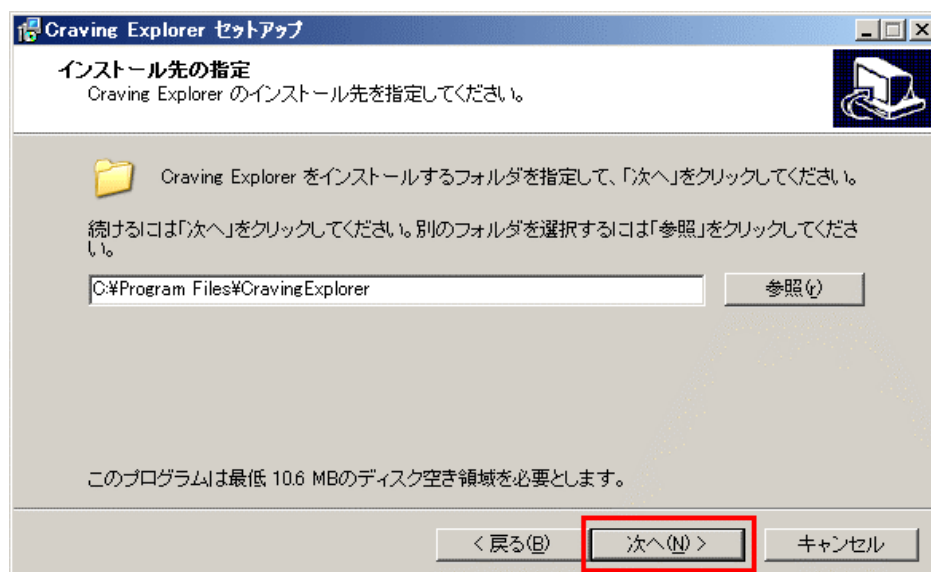 Craving Explorer セットアップ
インストール先の指定
Craving Explorer のインストール先を指定してください。
Craving Explorer をインストールするフォルダを指定して、「次へ」をクリックしてください。
続けるには「次へ」をクリックしてください。別のフォルダを選択するには「参照」をクリックしてくださ
い。
C:¥Program Files¥CravingExplorer
参照(r)
このプログラムは最低 10.6 MBのディスク空き領域を必要とします。
< 戻る(B)
次へ(N) >
キャンセル